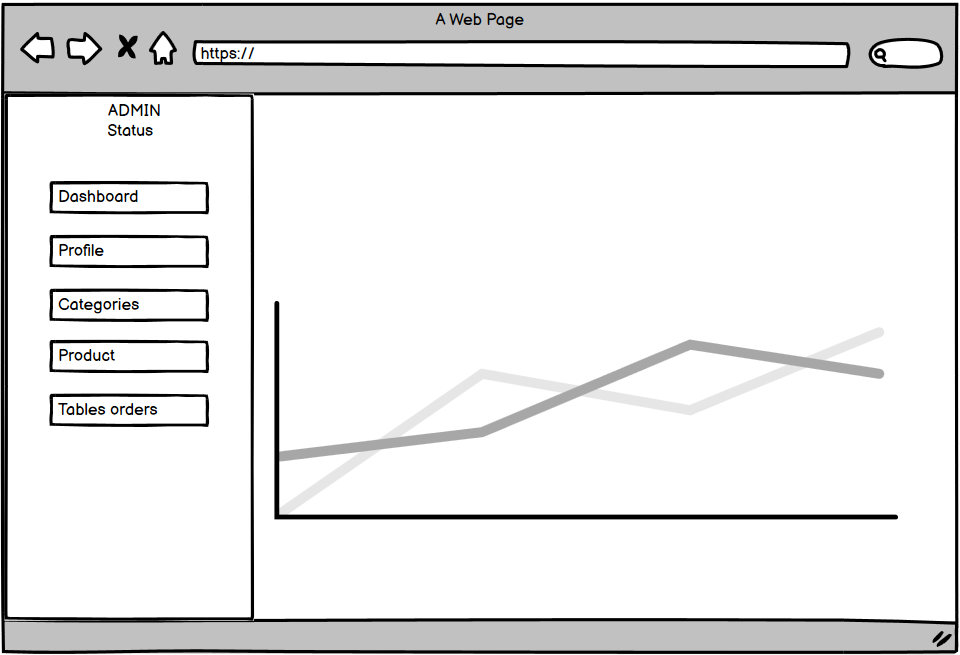 A Web Page
https://
ADMIN
Status
Dashboard
Profile
Categories
Product
Tables orders